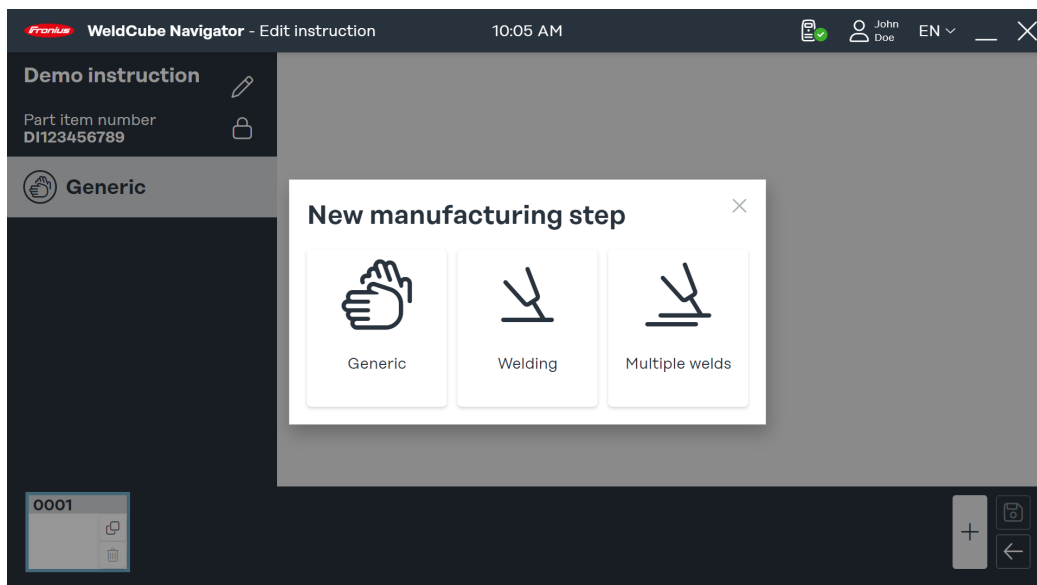 Fronius WeldCube Navigator - Edit instruction 10:05 AM John Doe EN
Demo instruction
Part item number
DI123456789
Generic
New manufacturing step
Generic Welding Multiple welds
0001